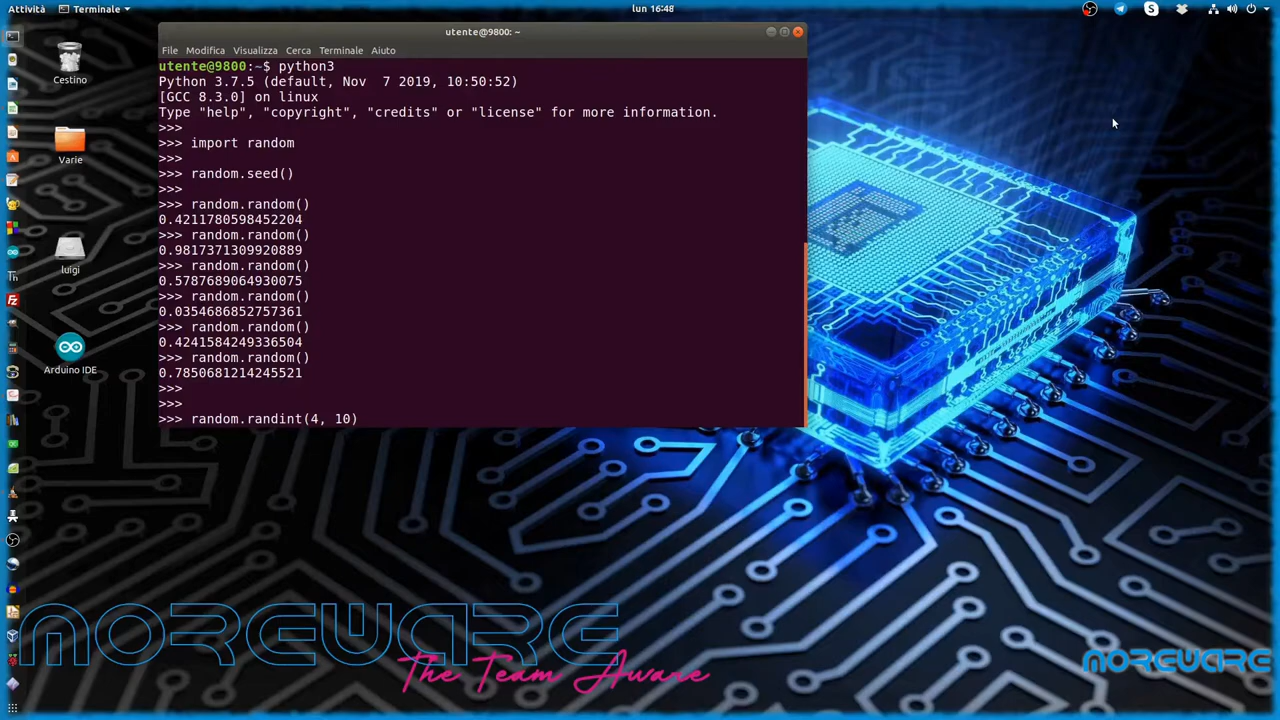 Attività
Terminale
lun 16:48
utente@9800: ~
File Modifica Visualizza Cerca Terminale Aiuto
utente@9800:~$ python3
Python 3.7.5 (default, Nov  7 2019, 10:50:52)
[GCC 8.3.0] on linux
Type "help", "copyright", "credits" or "license" for more information.
>>>
>>> import random
>>>
>>> random.seed()
>>>
>>> random.random()
0.4211780598452204
>>> random.random()
0.9817371309920889
>>> random.random()
0.5787689064930075
>>> random.random()
0.0354686852757361
>>> random.random()
0.4241584249336504
>>> random.random()
0.7850681214245521
>>>
>>>
>>> random.randint(4, 10)
Cestino
Varie
luigi
Arduino IDE
MOREWARE
The Team Aware
MOREWARE